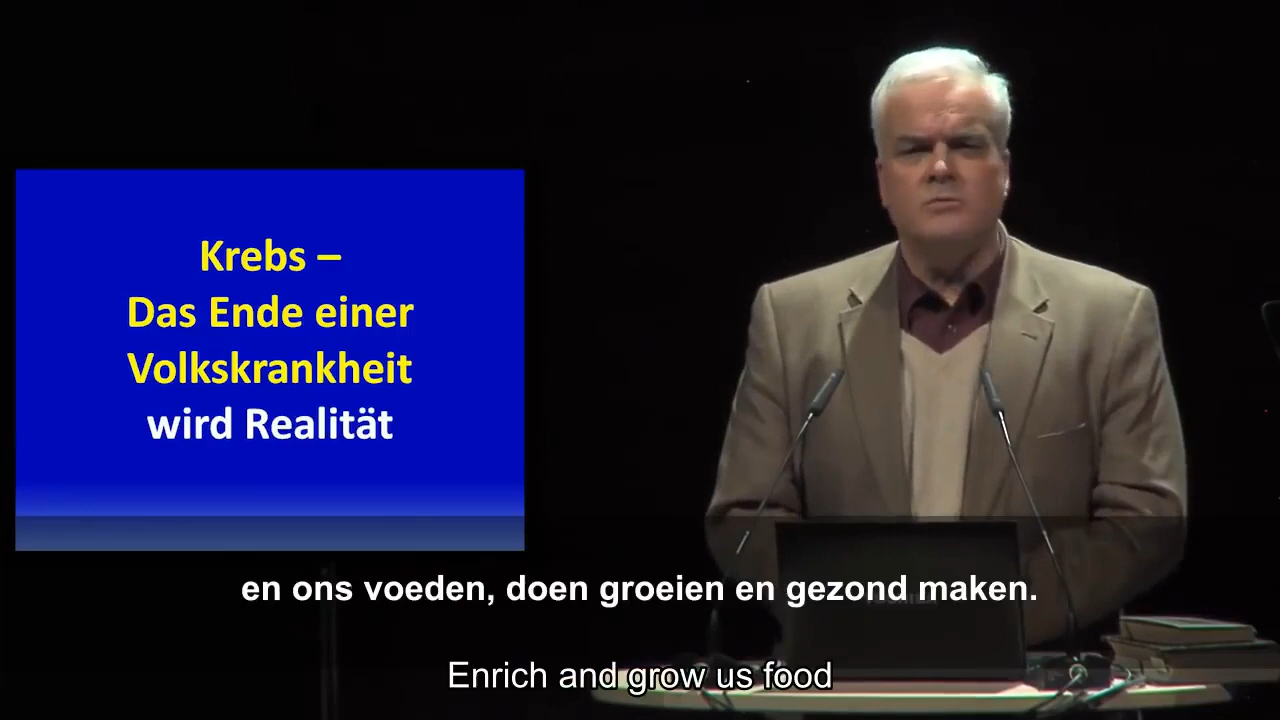 Krebs –
Das Ende einer
Volkskrankheit
wird Realität
en ons voeden, doen groeien en gezond maken.
Enrich and grow us food